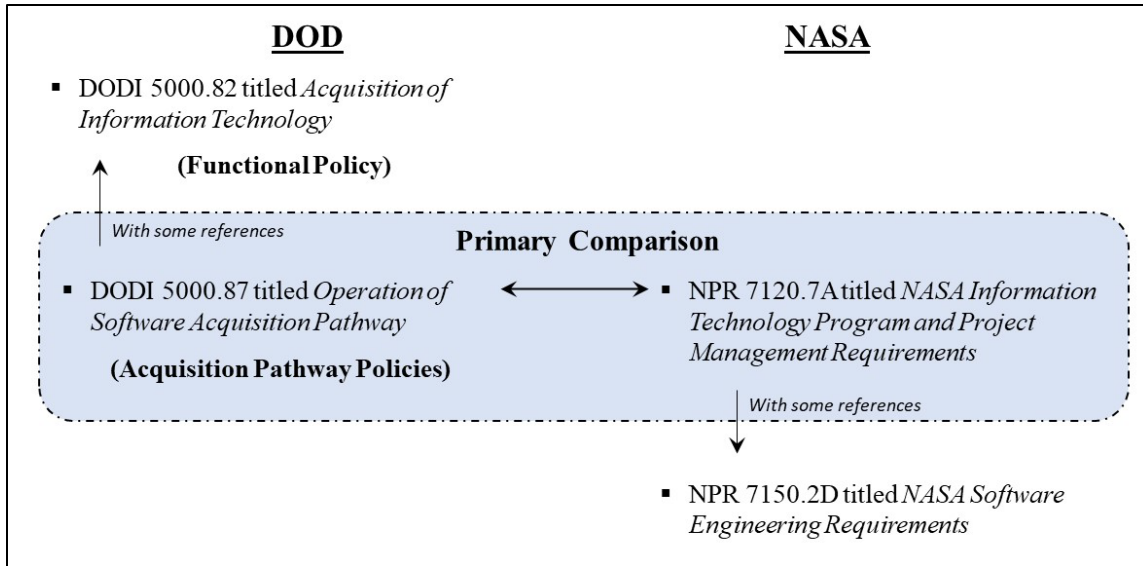 DOD
NASA
▪ DODI 5000.82 titled Acquisition of
Information Technology
(Functional Policy)
With some references
Primary Comparison
▪ DODI 5000.87 titled Operation of
Software Acquisition Pathway
(Acquisition Pathway Policies)
▪ NPR 7120.7A titled NASA Information
Technology Program and Project
Management Requirements
With some references
▪ NPR 7150.2D titled NASA Software
Engineering Requirements